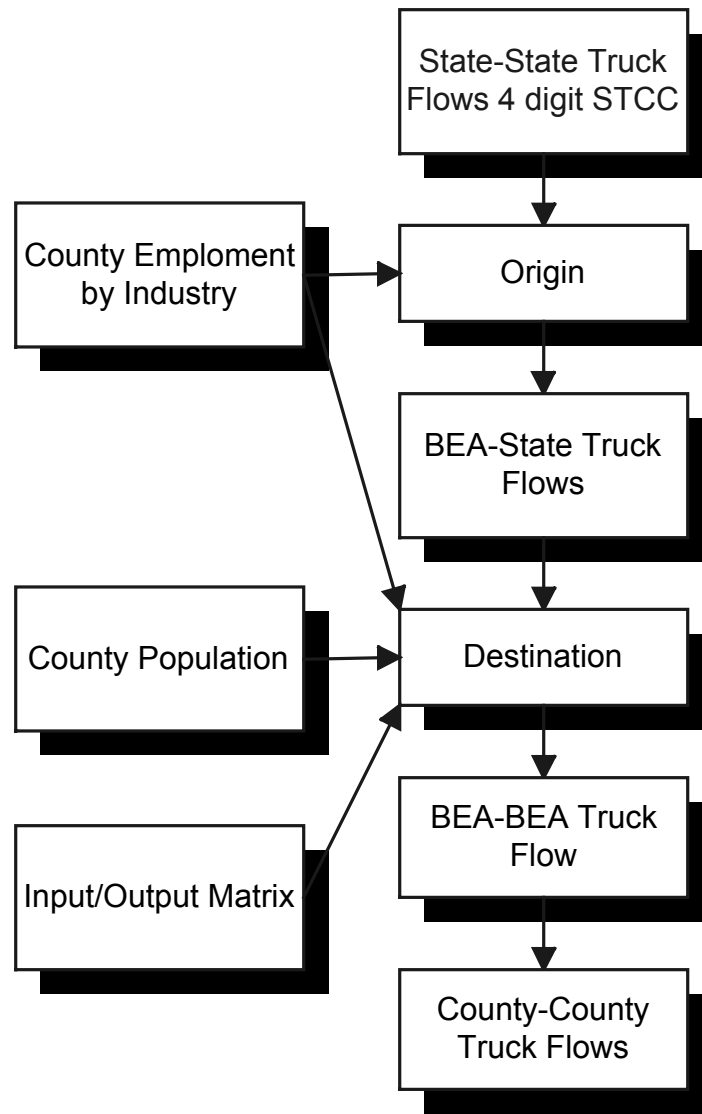 State-State Truck
Flows 4 digit STCC
County Emploment
by Industry
Origin
BEA-State Truck
Flows
County Population
Destination
BEA-BEA Truck
Flow
Input/Output Matrix
County-County
Truck Flows